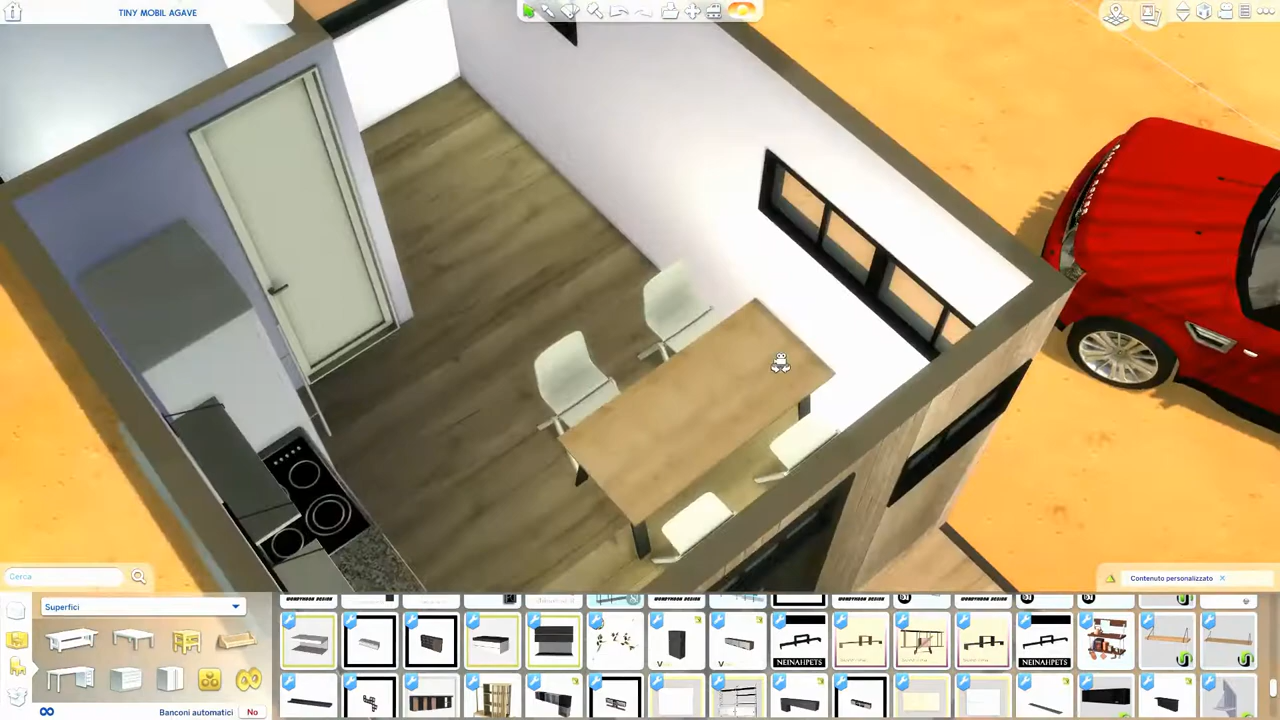 TINY MOBIL AGAVE
Cerca
Contenuto personalizzato
Superfici
V
V
NEINAHPETS
NEINAHPETS
Banconi automatici
No